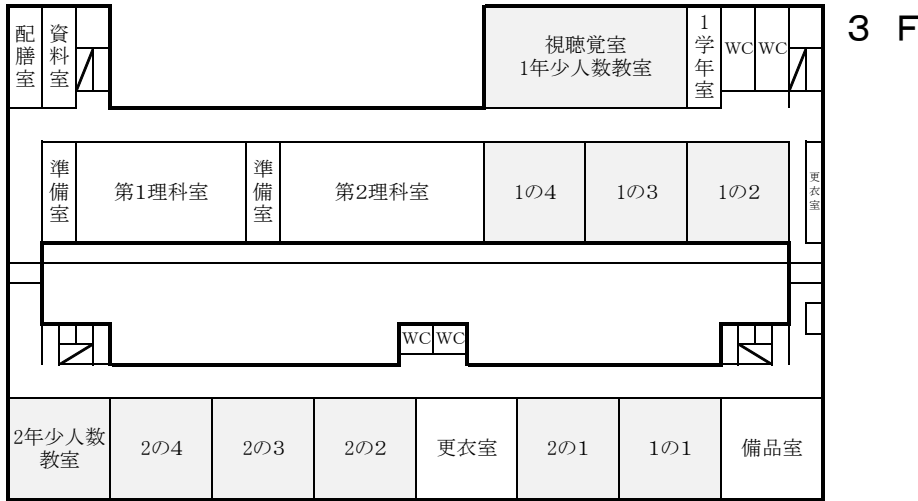 3 F
配膳室
資料室
視聴覚室
1年少人数教室
1学年室
WC
WC
準備室
第1理科室
準備室
第2理科室
1の4
1の3
1の2
更衣室
WC
WC
2年少人数
教室
2の4
2の3
2の2
更衣室
2の1
1の1
備品室